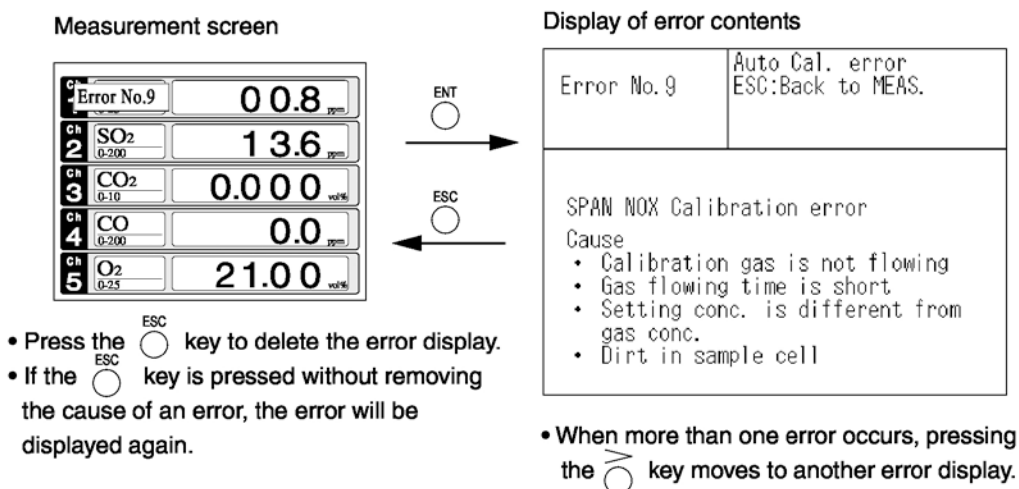 Measurement screen
Error No.9
00.8 ppm
Ch 2 SO2 0-200 13.6 ppm
Ch 3 CO2 0-10 0.000 vol%
Ch 4 CO 0-200 0.0 ppm
Ch 5 O2 0-25 21.00 vol%
• Press the ESC key to delete the error display.
• If the ESC key is pressed without removing
the cause of an error, the error will be
displayed again.
ENT
ESC
Display of error contents
Error No.9
Auto Cal. error
ESC:Back to MEAS.
SPAN NOX Calibration error
Cause
• Calibration gas is not flowing
• Gas flowing time is short
• Setting conc. is different from
gas conc.
• Dirt in sample cell
• When more than one error occurs, pressing
the > key moves to another error display.